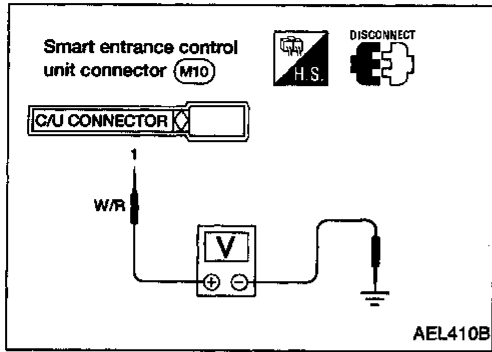 Smart entrance control
unit connector M10
H.S.
DISCONNECT
C/U CONNECTOR
1
W/R
V
⊕ ⊖
AEL410B